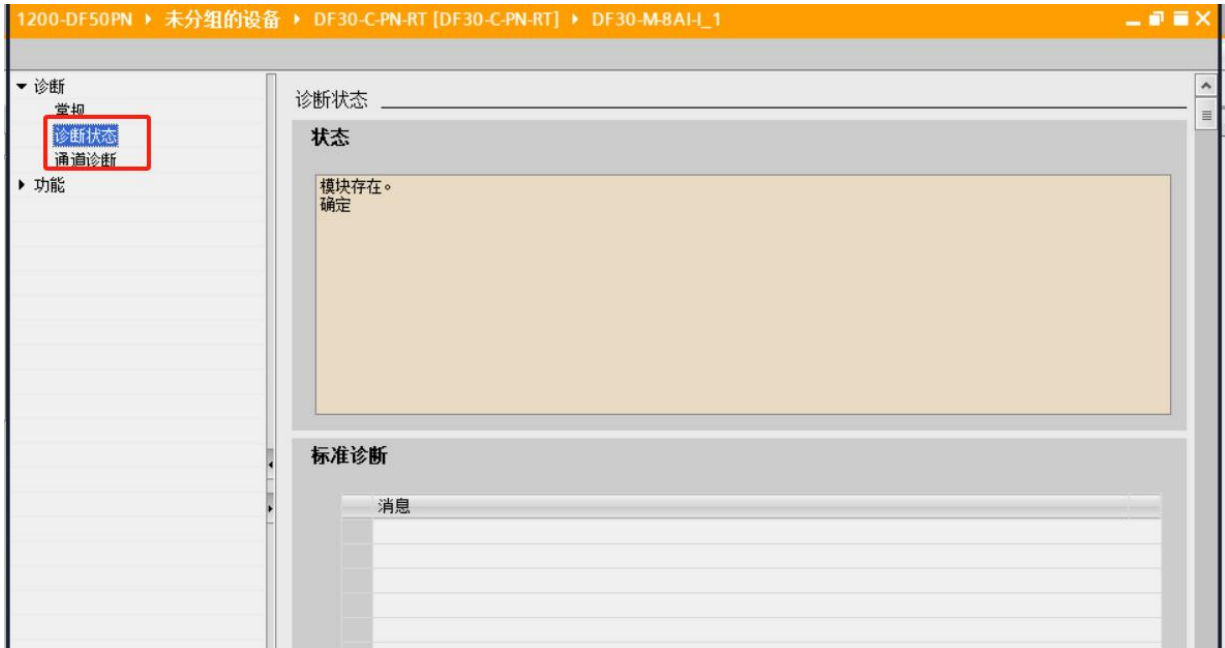 1200-DF50PN ▸ 未分组的设备 ▸ DF30-C-PN-RT [DF30-C-PN-RT] ▸ DF30-M-8AI-I_1
诊断
常规
诊断状态
通道诊断
功能
诊断状态
状态
模块存在。
确定
标准诊断
消息